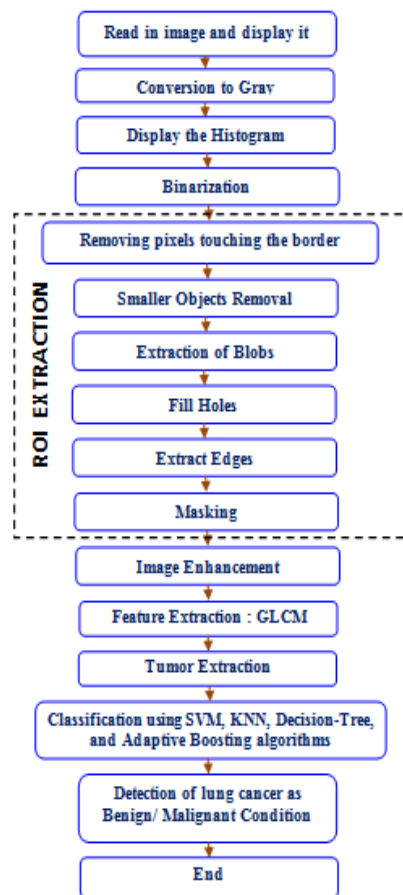 Read in image and display it
Conversion to Gray
Display the Histogram
Binarization
ROI EXTRACTION
Removing pixels touching the border
Smaller Objects Removal
Extraction of Blobs
Fill Holes
Extract Edges
Masking
Image Enhancement
Feature Extraction : GLCM
Tumor Extraction
Classification using SVM, KNN, Decision-Tree,
and Adaptive Boosting algorithms
Detection of lung cancer as
Benign/ Malignant Condition
End